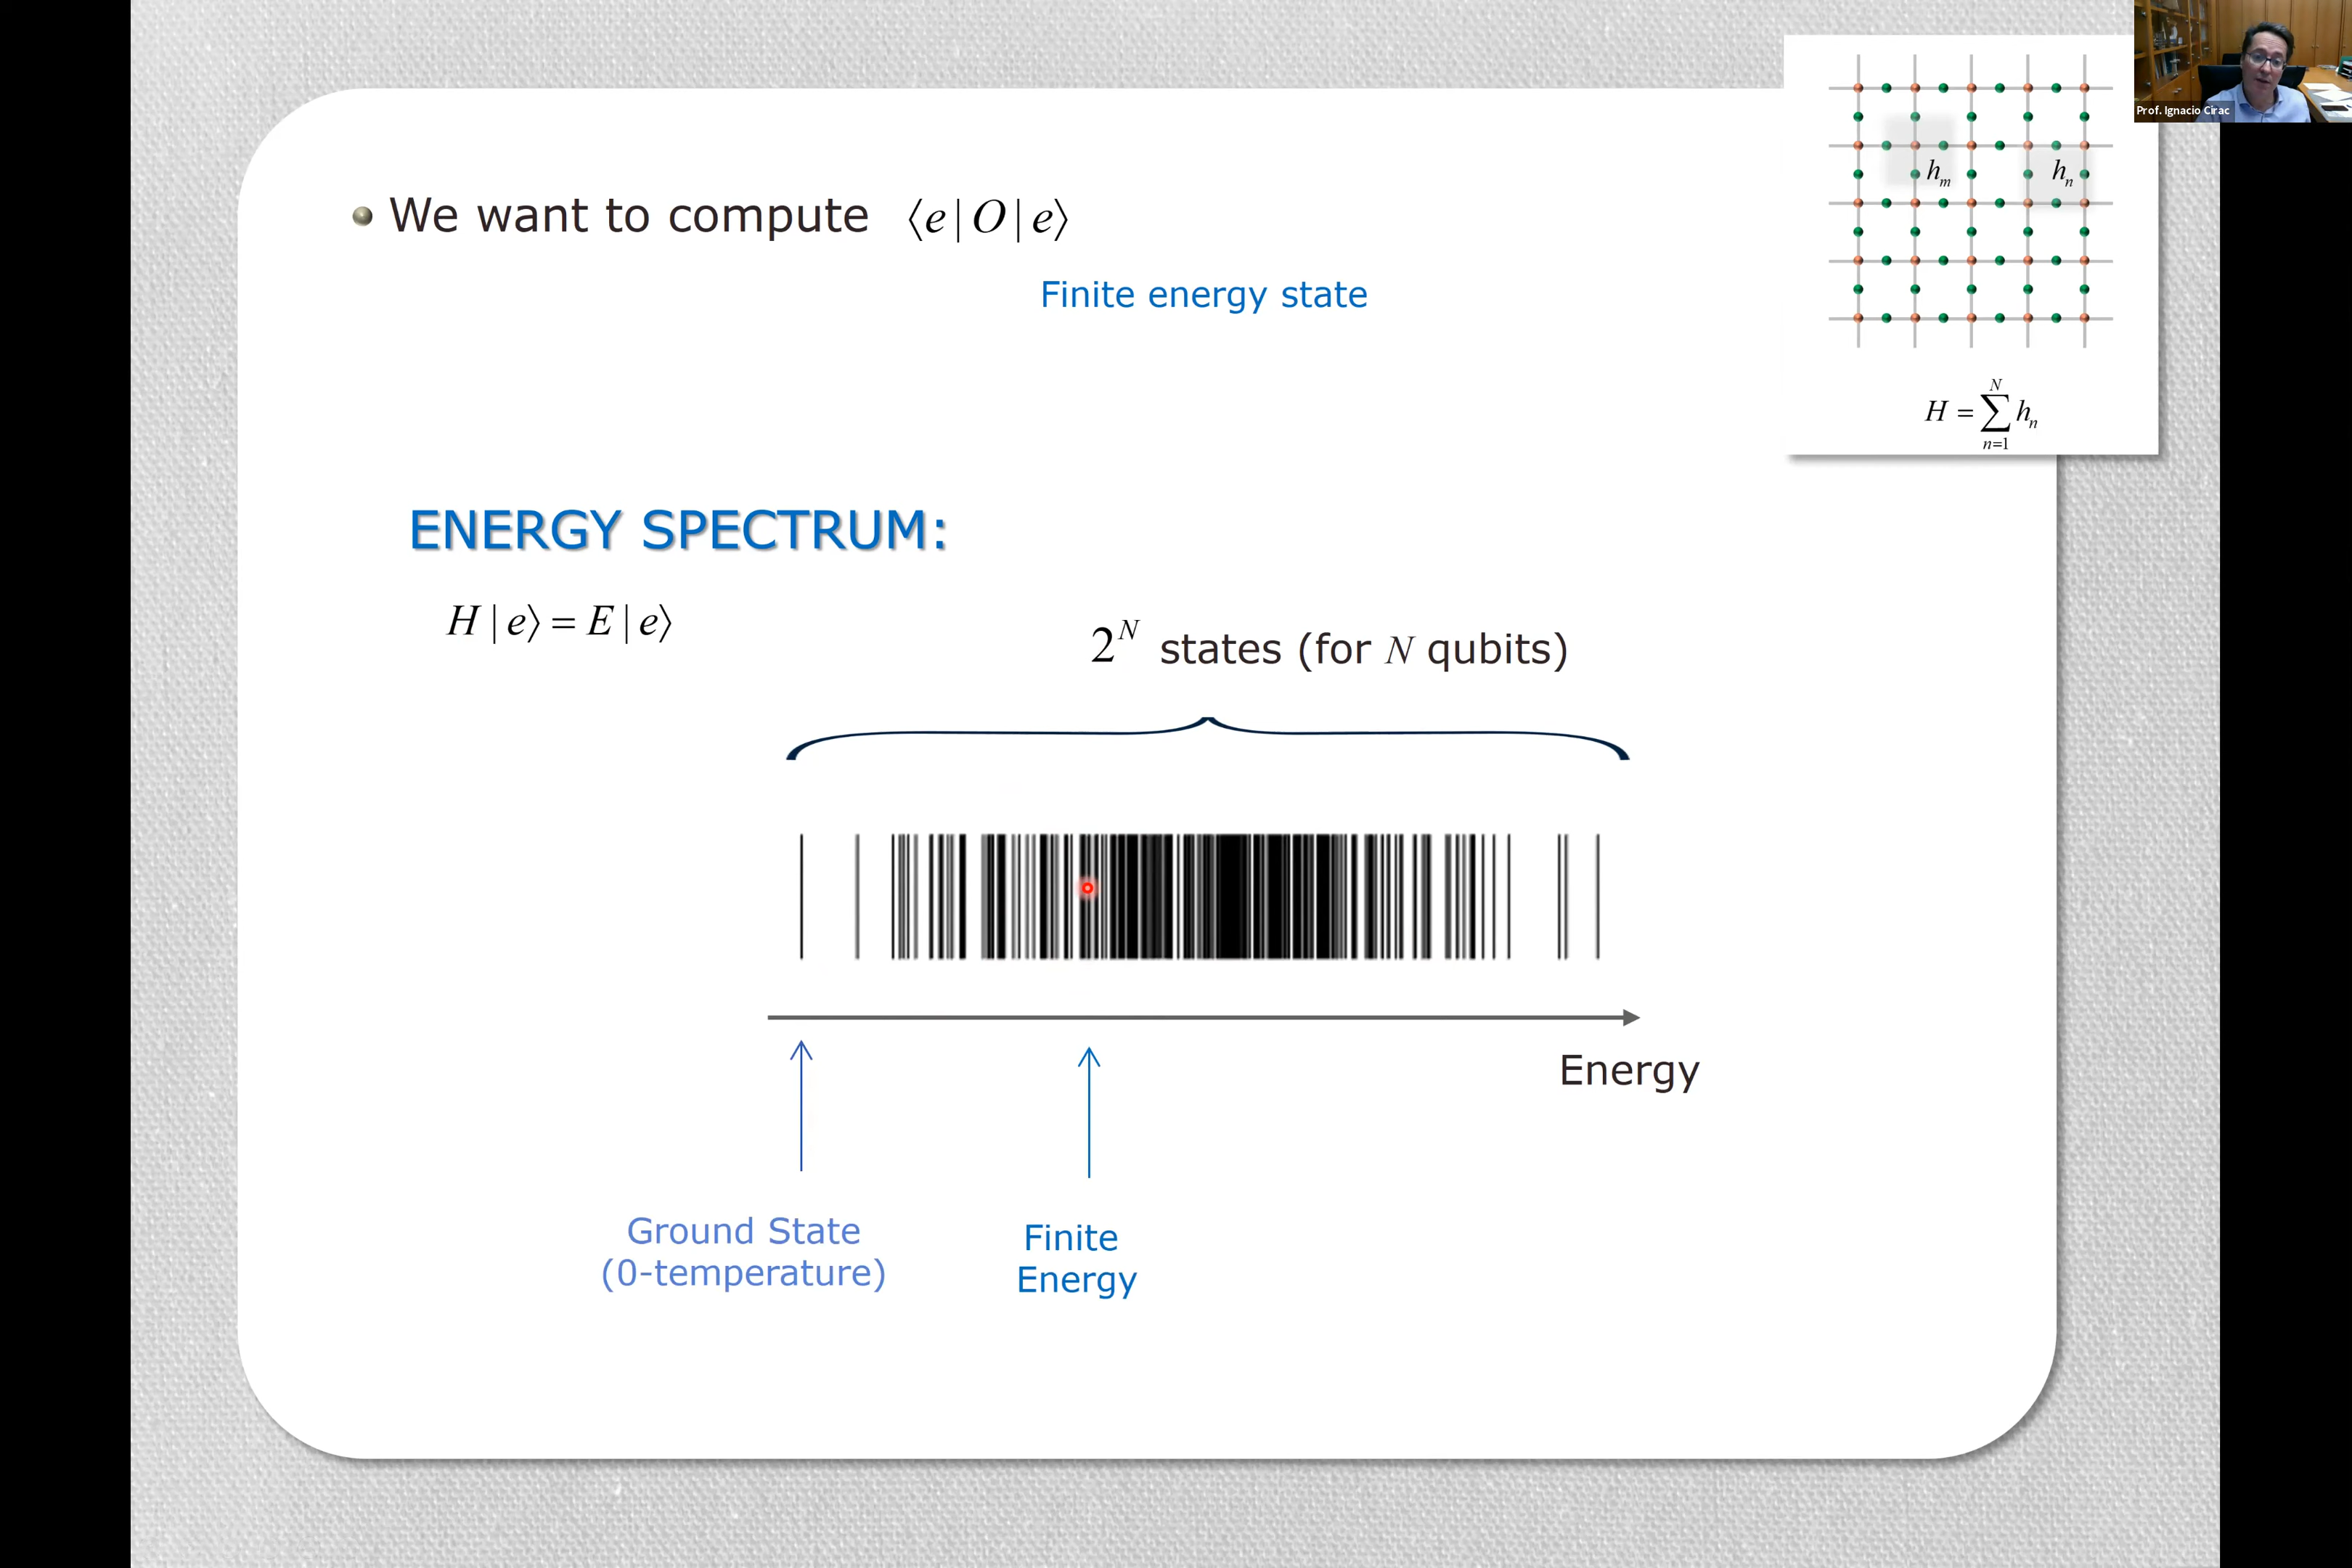 Prof. Ignacio Cirac
We want to compute ⟨e|O|e⟩
Finite energy state
h_m
h_n
H = \sum_{n=1}^{N} h_n
ENERGY SPECTRUM:
H|e⟩ = E|e⟩
2^N states (for N qubits)
Energy
Ground State
(0-temperature)
Finite
Energy